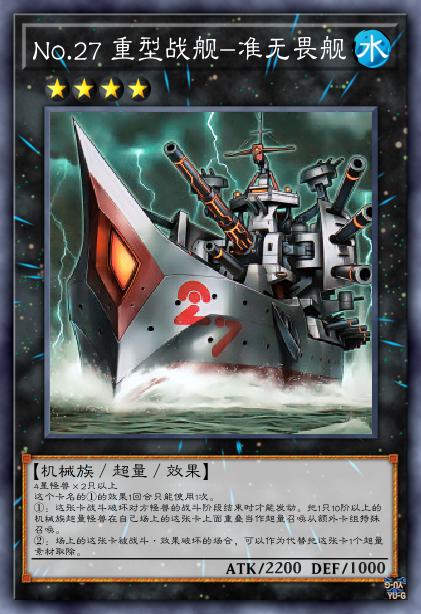 No.27 重型战舰-准无畏舰
水
27
【机械族/超量/效果】
4星怪兽×2只以上
这个卡名的①的效果1回合只能使用1次。
①：这张卡战斗破坏对方怪兽的战斗阶段结束时才能发动。把1只10阶以上的
机械族超量怪兽在自己场上的这张卡上面重叠当作超量召唤从额外卡组特殊
召唤。
②：场上的这张卡被战斗·效果破坏的场合，可以作为代替把这张卡1个超量
素材取除。
ATK/2200 DEF/1000